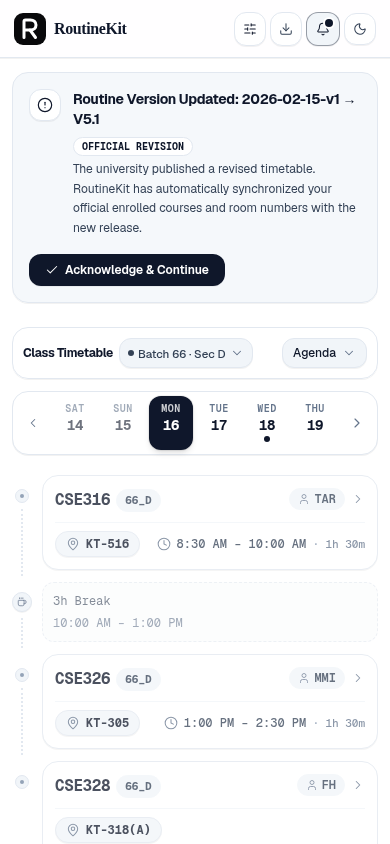 R RoutineKit
Routine Version Updated: 2026-02-15-v1 →
V5.1
OFFICIAL REVISION
The university published a revised timetable.
RoutineKit has automatically synchronized your
official enrolled courses and room numbers with the
new release.
Acknowledge & Continue
Class Timetable Batch 66 · Sec D Agenda
SAT SUN MON TUE WED THU
14 15 16 17 18 19
CSE316 66_D TAR
KT-516 8:30 AM – 10:00 AM · 1h 30m
3h Break
10:00 AM – 1:00 PM
CSE326 66_D MMI
KT-305 1:00 PM – 2:30 PM · 1h 30m
CSE328 66_D FH
KT-318(A)